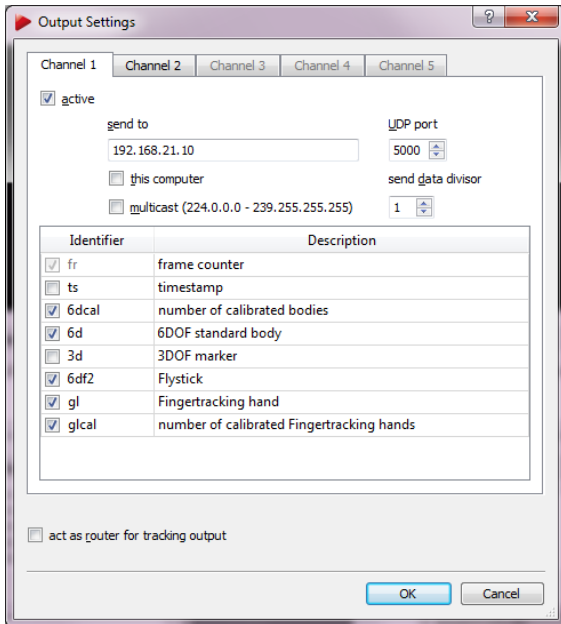 Output Settings
Channel 1 Channel 2 Channel 3 Channel 4 Channel 5
active
send to UDP port
192.168.21.10 5000
this computer send data divisor
multicast (224.0.0.0 - 239.255.255.255) 1
Identifier Description
fr frame counter
ts timestamp
6dcal number of calibrated bodies
6d 6DOF standard body
3d 3DOF marker
6df2 Flystick
gl Fingertracking hand
glcal number of calibrated Fingertracking hands
act as router for tracking output
OK Cancel